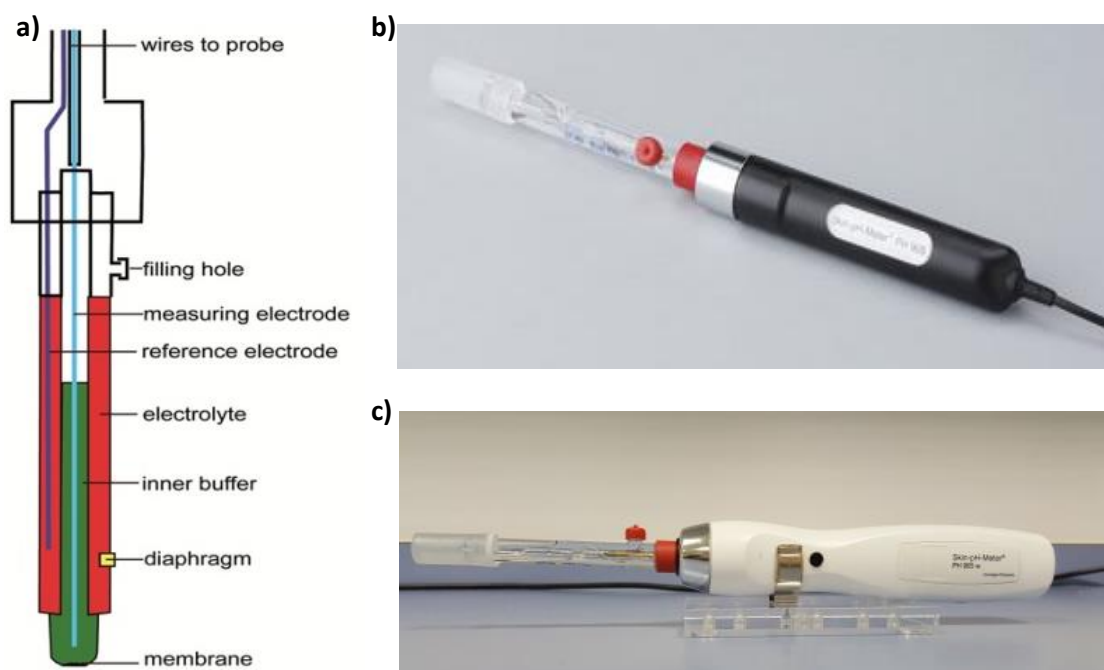 a)
wires to probe
filling hole
measuring electrode
reference electrode
electrolyte
inner buffer
diaphragm
membrane
b)
Skin-pH-Meter® PH 905
c)
Skin-pH-Meter®
PH 905